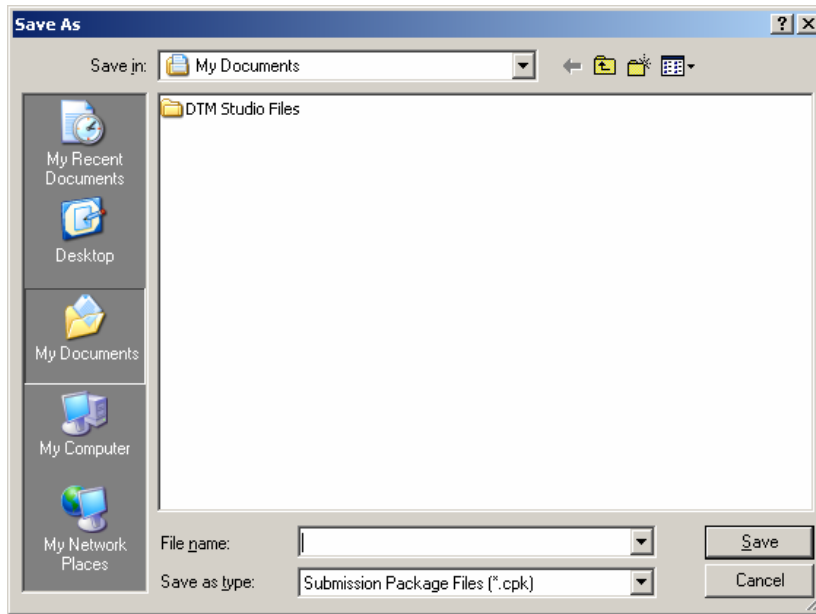 Save As
Save in:
My Documents
DTM Studio Files
My Recent
Documents
Desktop
My Documents
My Computer
My Network
Places
File name:
Save
Save as type:
Submission Package Files (*.cpk)
Cancel